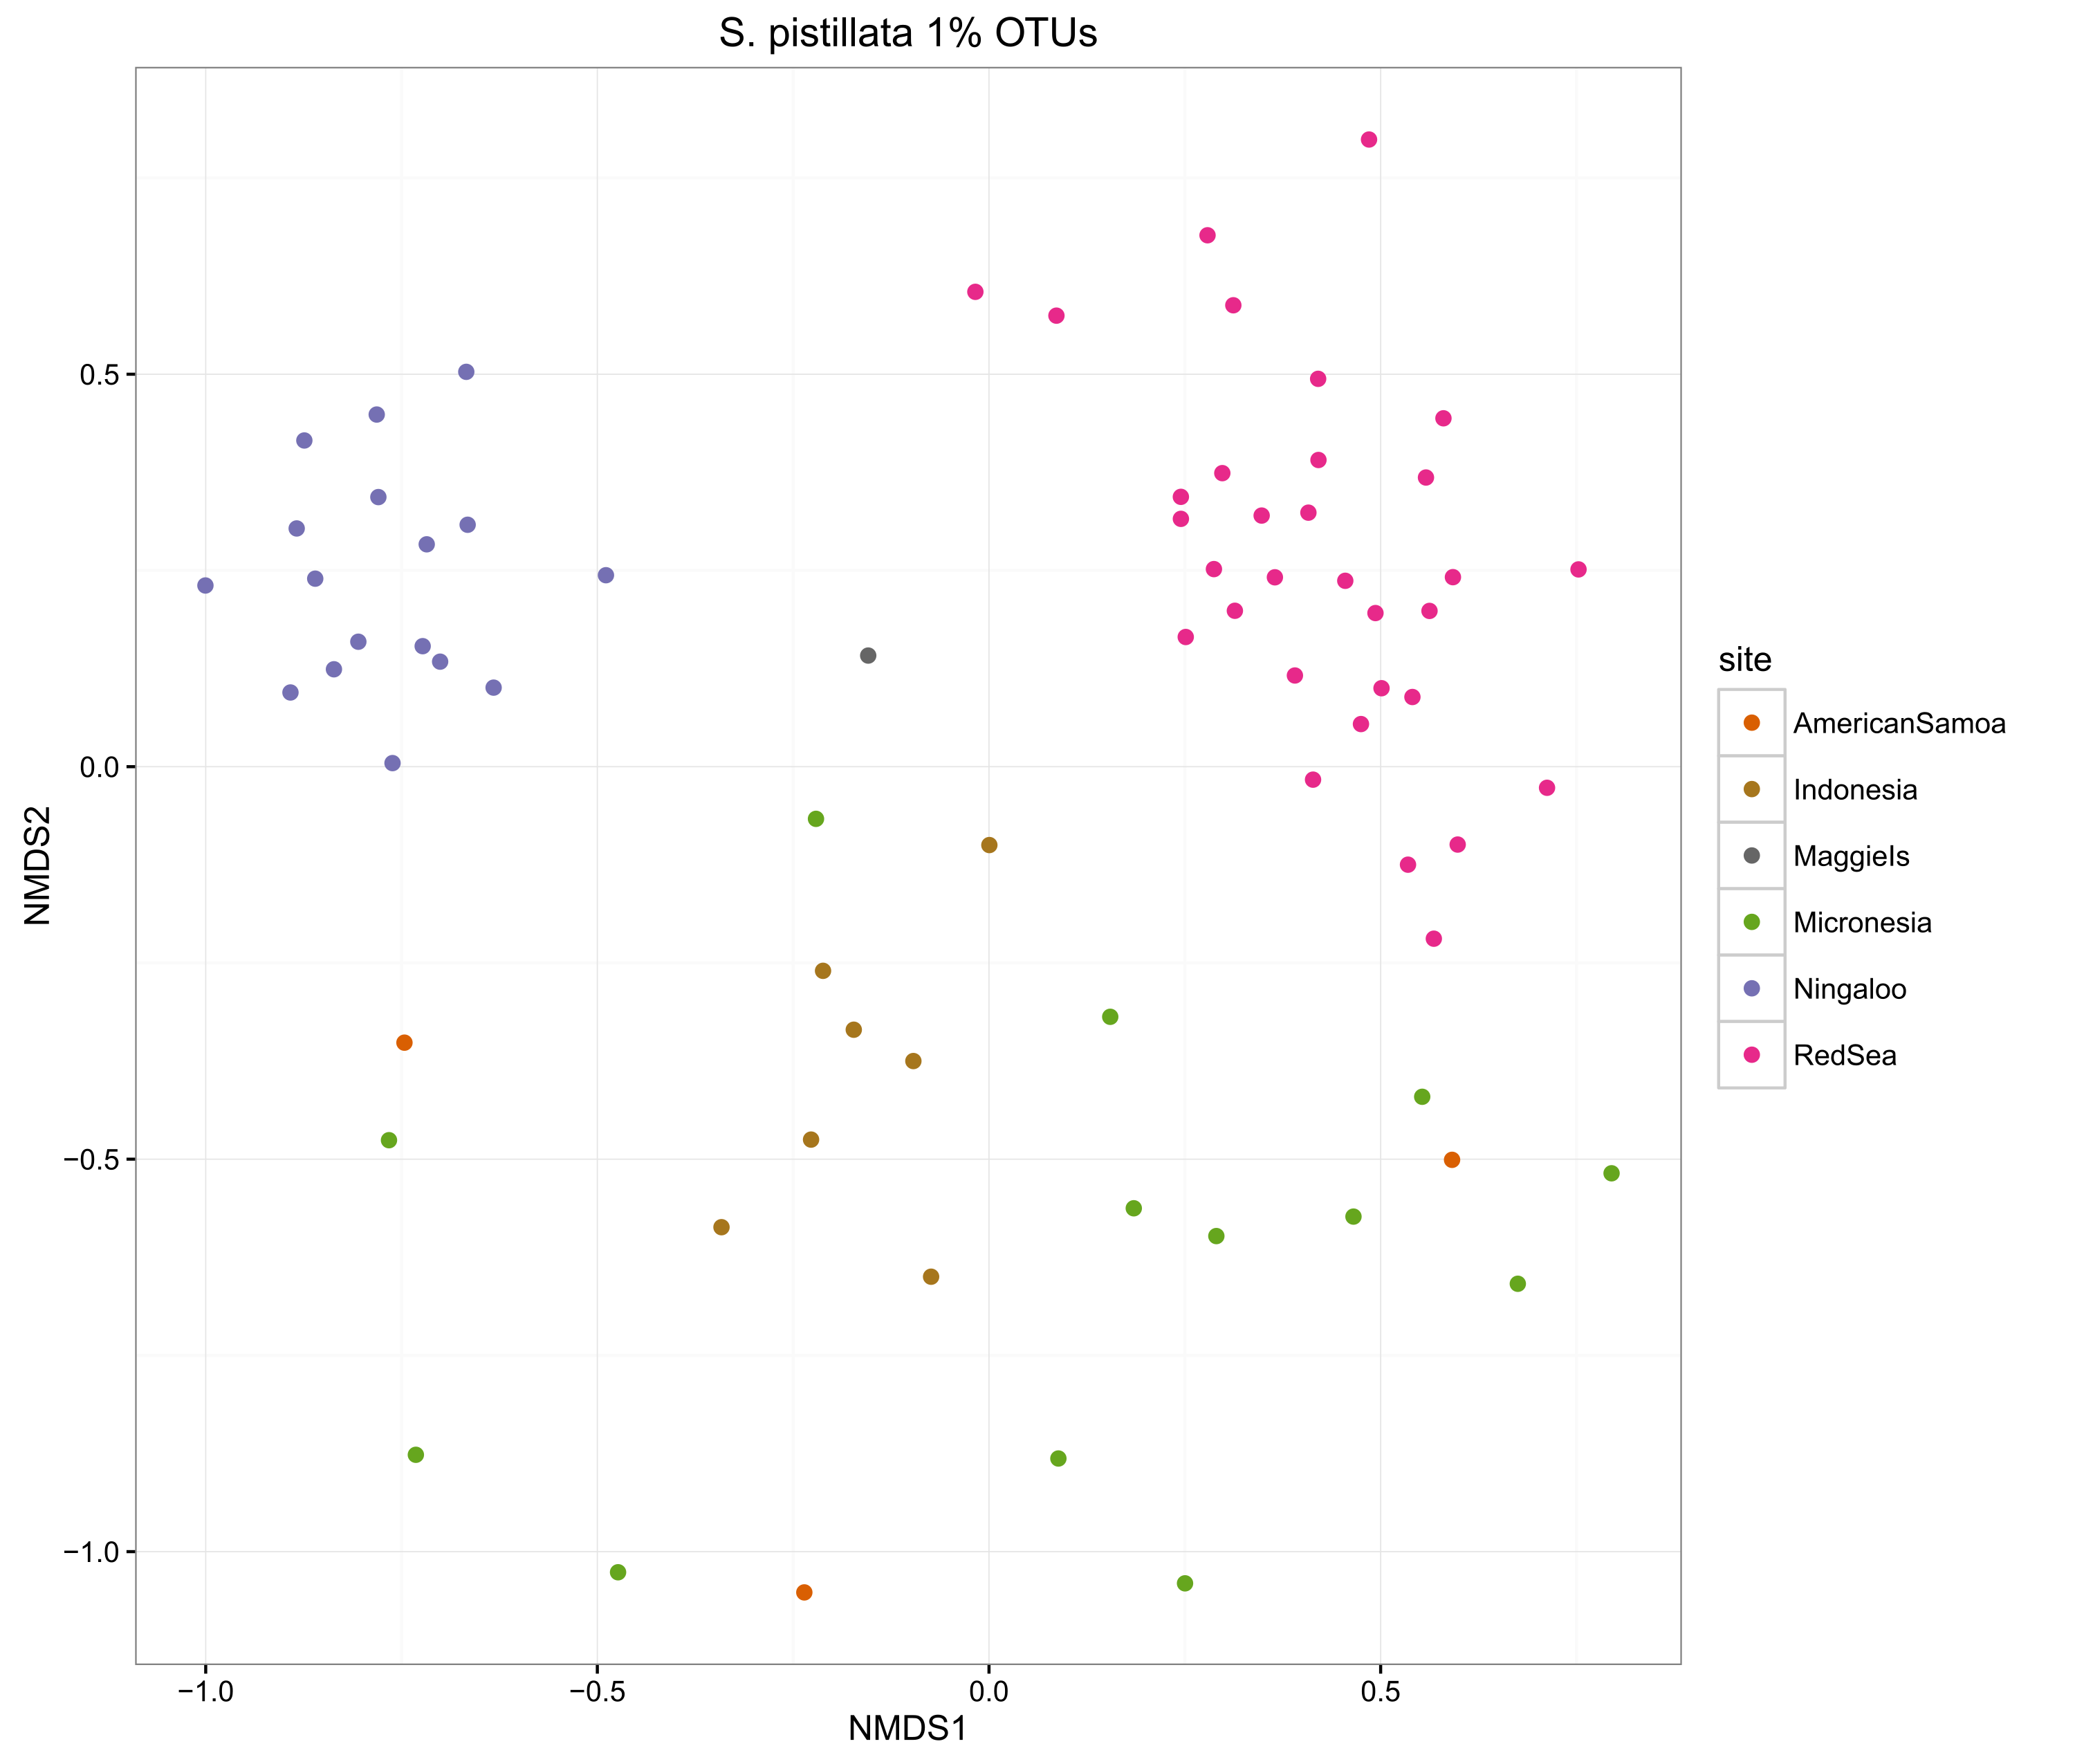 S. pistillata 1% OTUs
0.5
0.0
−0.5
−1.0
NMDS2
−1.0
−0.5
0.0
0.5
NMDS1
site
AmericanSamoa
Indonesia
MaggieIs
Micronesia
Ningaloo
RedSea